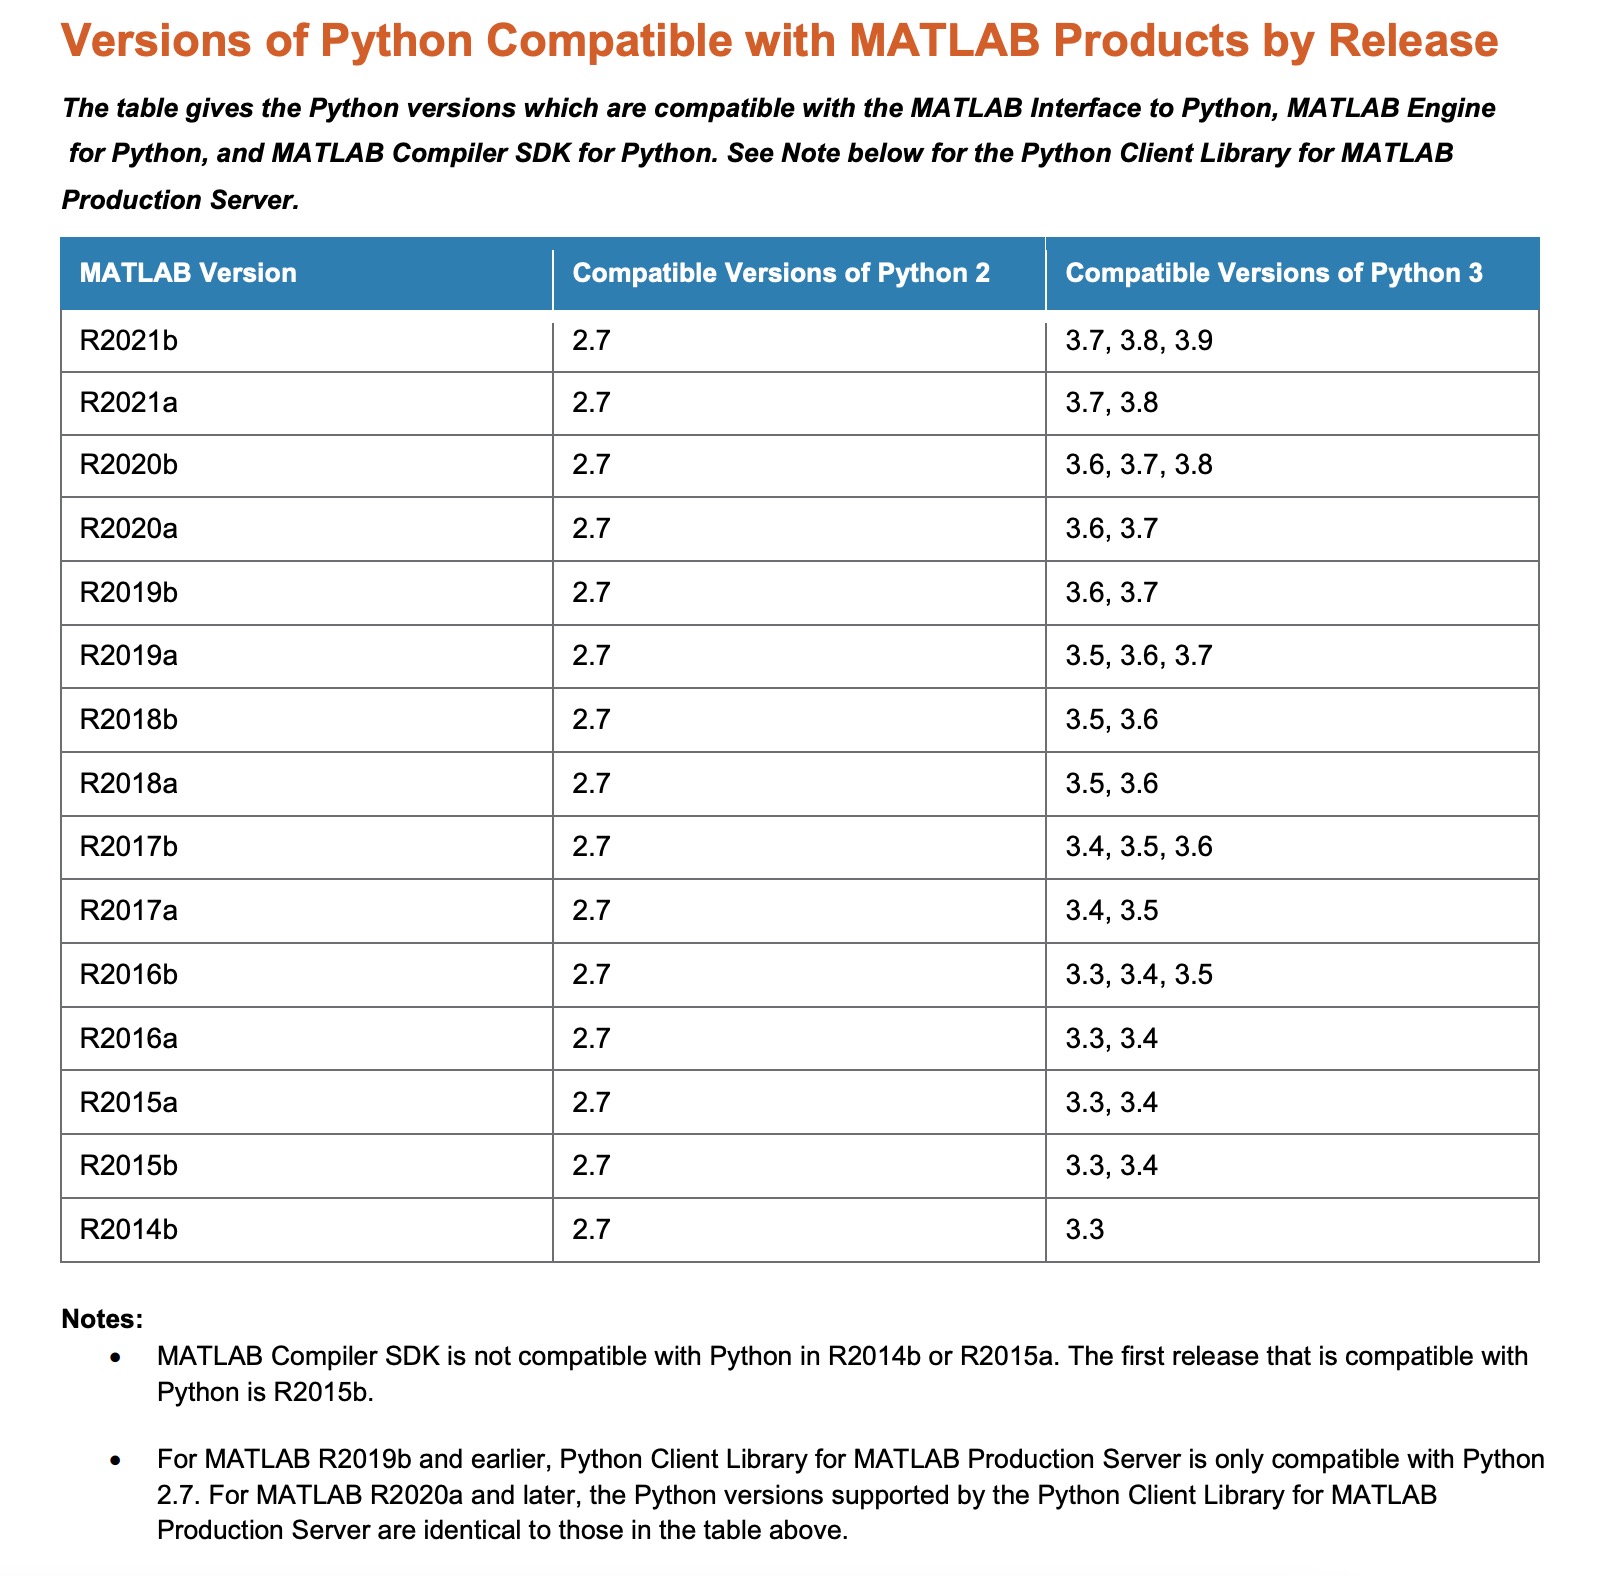 Versions of Python Compatible with MATLAB Products by Release
The table gives the Python versions which are compatible with the MATLAB Interface to Python, MATLAB Engine
for Python, and MATLAB Compiler SDK for Python. See Note below for the Python Client Library for MATLAB
Production Server.
MATLAB Version Compatible Versions of Python 2 Compatible Versions of Python 3
R2021b 2.7 3.7, 3.8, 3.9
R2021a 2.7 3.7, 3.8
R2020b 2.7 3.6, 3.7, 3.8
R2020a 2.7 3.6, 3.7
R2019b 2.7 3.6, 3.7
R2019a 2.7 3.5, 3.6, 3.7
R2018b 2.7 3.5, 3.6
R2018a 2.7 3.5, 3.6
R2017b 2.7 3.4, 3.5, 3.6
R2017a 2.7 3.4, 3.5
R2016b 2.7 3.3, 3.4, 3.5
R2016a 2.7 3.3, 3.4
R2015a 2.7 3.3, 3.4
R2015b 2.7 3.3, 3.4
R2014b 2.7 3.3
Notes:
• MATLAB Compiler SDK is not compatible with Python in R2014b or R2015a. The first release that is compatible with
Python is R2015b.
• For MATLAB R2019b and earlier, Python Client Library for MATLAB Production Server is only compatible with Python
2.7. For MATLAB R2020a and later, the Python versions supported by the Python Client Library for MATLAB
Production Server are identical to those in the table above.